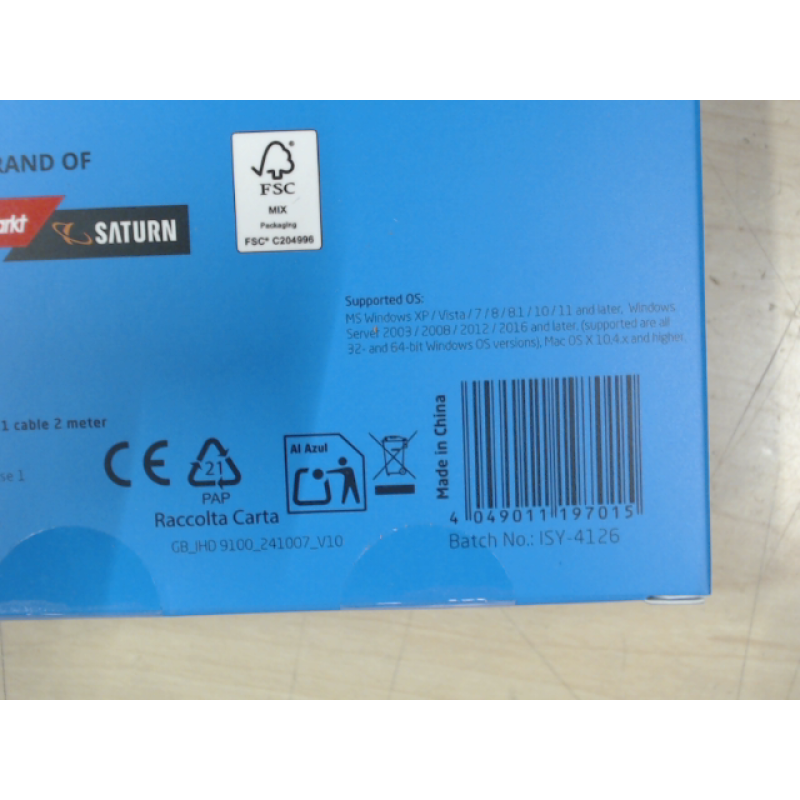 RAND OF
arkt
SATURN
FSC
MIX
Packaging
FSC® C204996
Supported OS:
MS Windows XP / Vista / 7 / 8 / 8.1 / 10 / 11 and later, Windows
Server 2003 / 2008 / 2012 / 2016 and later. (supported are all
32- and 64-bit Windows OS versions), Mac OS X 10.4.x and higher.
1 cable 2 meter
se 1
CE
21
PAP
Raccolta Carta
Al Azul
Made in China
4 049011 197015
GB_IHD 9100_241007_V10
Batch No.: ISY-4126